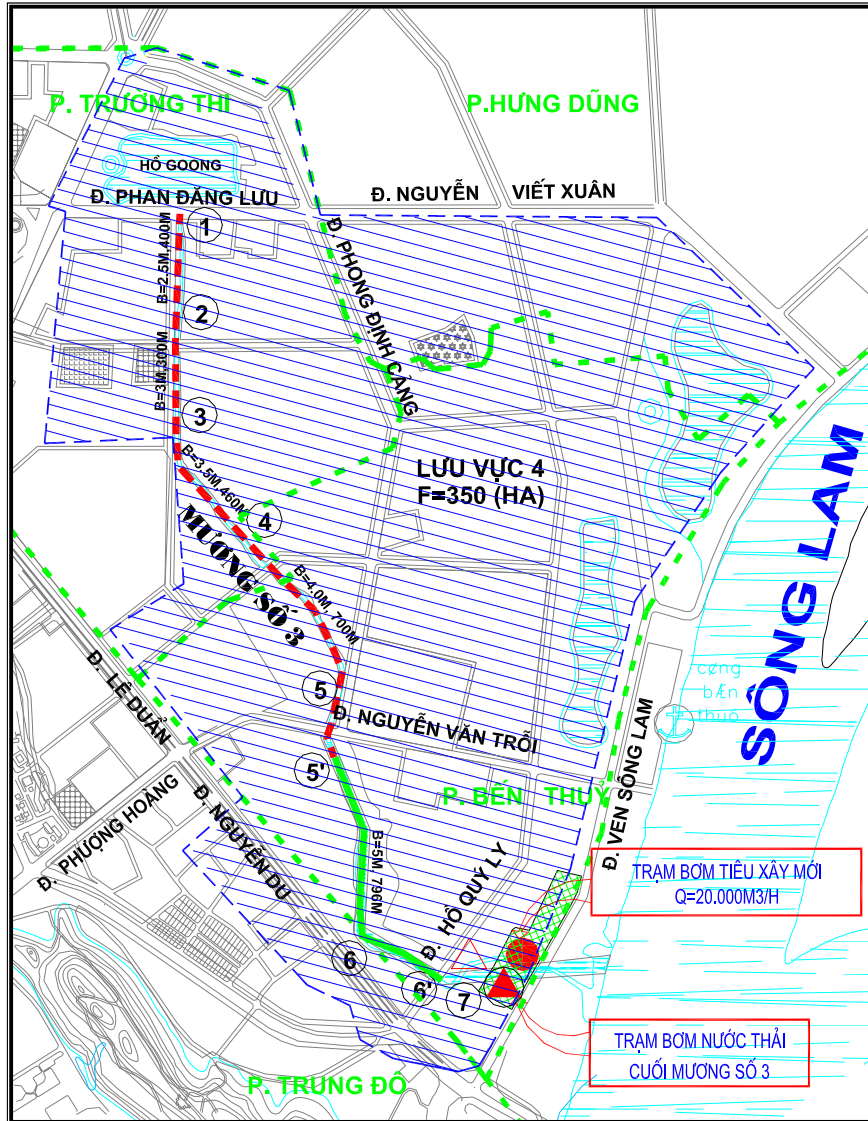 P. TRƯỜNG THI
P.HƯNG DŨNG
HỒ GOONG
Đ. PHAN ĐĂNG LƯU
Đ. NGUYỄN VIẾT XUÂN
1
B=2.5M,400M
Đ. PHONG ĐỊNH CẢNG
2
B=3M,300M
3
LƯU VỰC 4
F=350 (HA)
B=3.5M,460M
4
MƯƠNG SỐ 3
B=4.0M, 700M
SÔNG LAM
Đ. LÊ DUẨN
5
Đ. NGUYỄN VĂN TRỖI
c¶ng
bÕn
thuû
5'
Đ. VEN SÔNG LAM
Đ. PHƯỢNG HOÀNG
Đ. NGUYỄN DU
P. BẾN THUỶ
B=5M, 796M
Đ. HỒ QUÝ LY
TRẠM BƠM TIÊU XÂY MỚI
Q=20.000M3/H
6
6'
7
TRẠM BƠM NƯỚC THẢI
CUỐI MƯƠNG SỐ 3
P. TRUNG ĐÔ